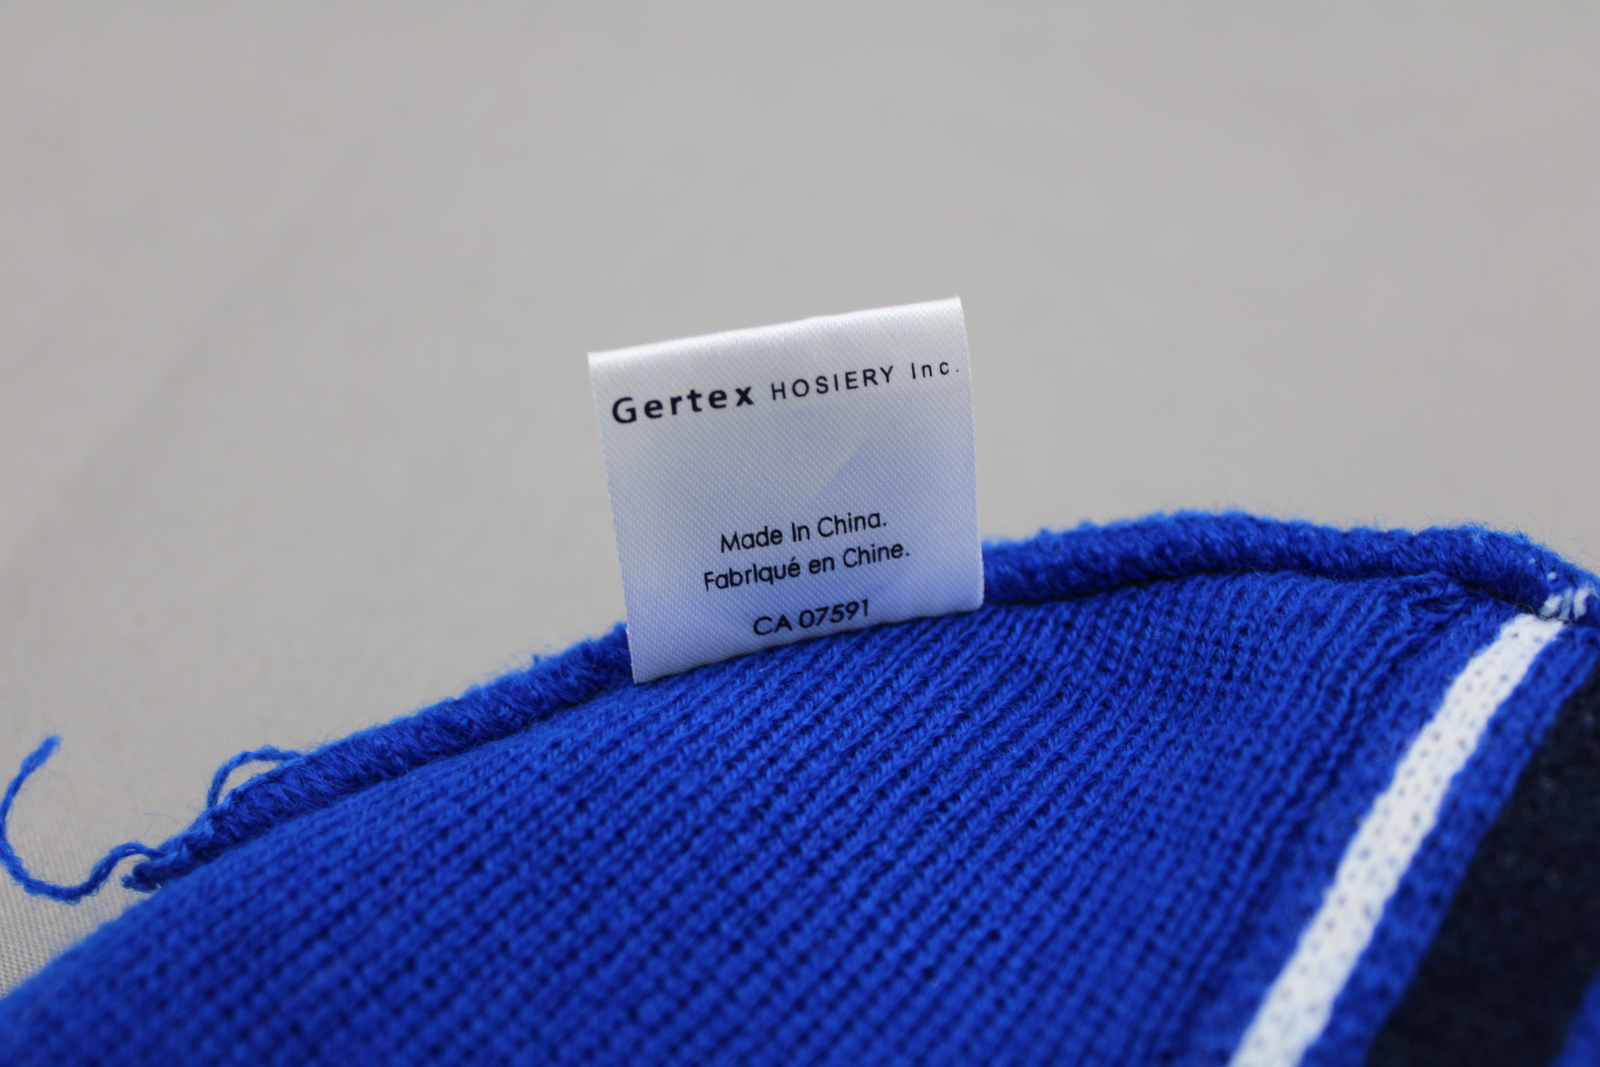 Gertex HOSIERY Inc.
Made In China.
Fabriqué en Chine.
CA 07591